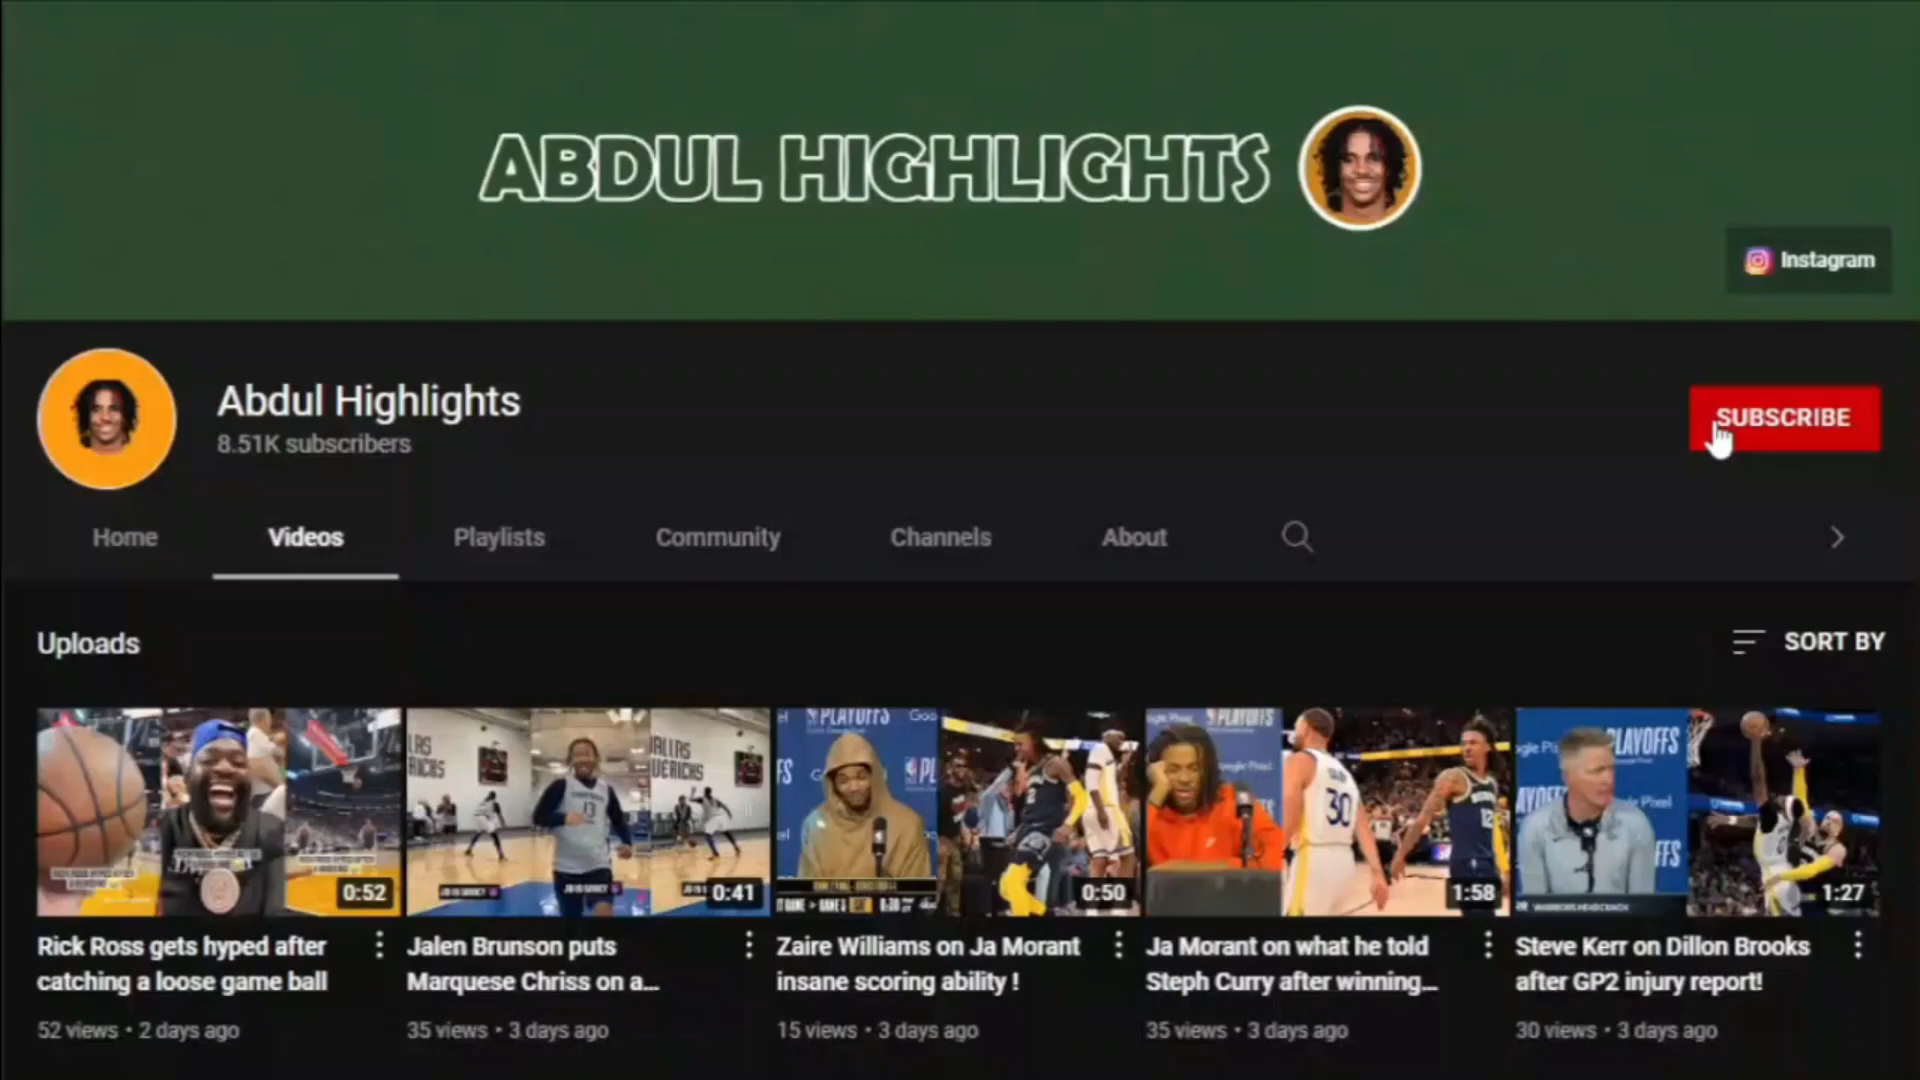 ABDUL HIGHLIGHTS
Instagram
Abdul Highlights
8.51K subscribers
SUBSCRIBE
Home
Videos
Playlists
Community
Channels
About
Uploads
SORT BY
0:52
0:41
PLAYOFFS
0:50
PLAYOFFS
30
12
1:58
PLAYOFFS
1:27
Rick Ross gets hyped after
catching a loose game ball
52 views • 2 days ago
Jalen Brunson puts
Marquese Chriss on a...
35 views • 3 days ago
Zaire Williams on Ja Morant
insane scoring ability !
15 views • 3 days ago
Ja Morant on what he told
Steph Curry after winning...
35 views • 3 days ago
Steve Kerr on Dillon Brooks
after GP2 injury report!
30 views • 3 days ago